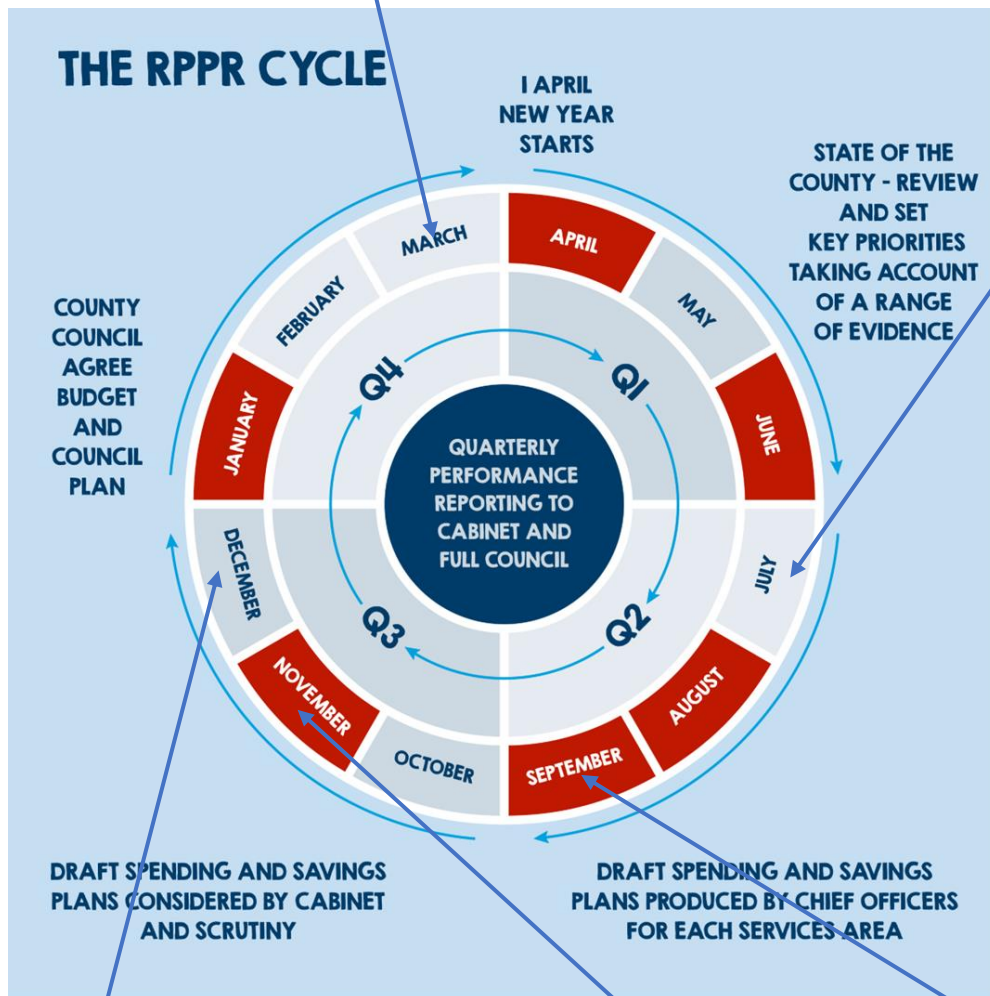 THE RPPR CYCLE
1 APRIL
NEW YEAR
STARTS
STATE OF THE
COUNTY - REVIEW
AND SET
KEY PRIORITIES
TAKING ACCOUNT
OF A RANGE
OF EVIDENCE
COUNTY
COUNCIL
AGREE
BUDGET
AND
COUNCIL
PLAN
MARCH
APRIL
FEBRUARY
MAY
JANUARY
JUNE
Q4
Q1
QUARTERLY
PERFORMANCE
REPORTING TO
CABINET AND
FULL COUNCIL
DECEMBER
JULY
Q3
Q2
NOVEMBER
AUGUST
OCTOBER
SEPTEMBER
DRAFT SPENDING AND SAVINGS
PLANS CONSIDERED BY CABINET
AND SCRUTINY
DRAFT SPENDING AND SAVINGS
PLANS PRODUCED BY CHIEF OFFICERS
FOR EACH SERVICES AREA